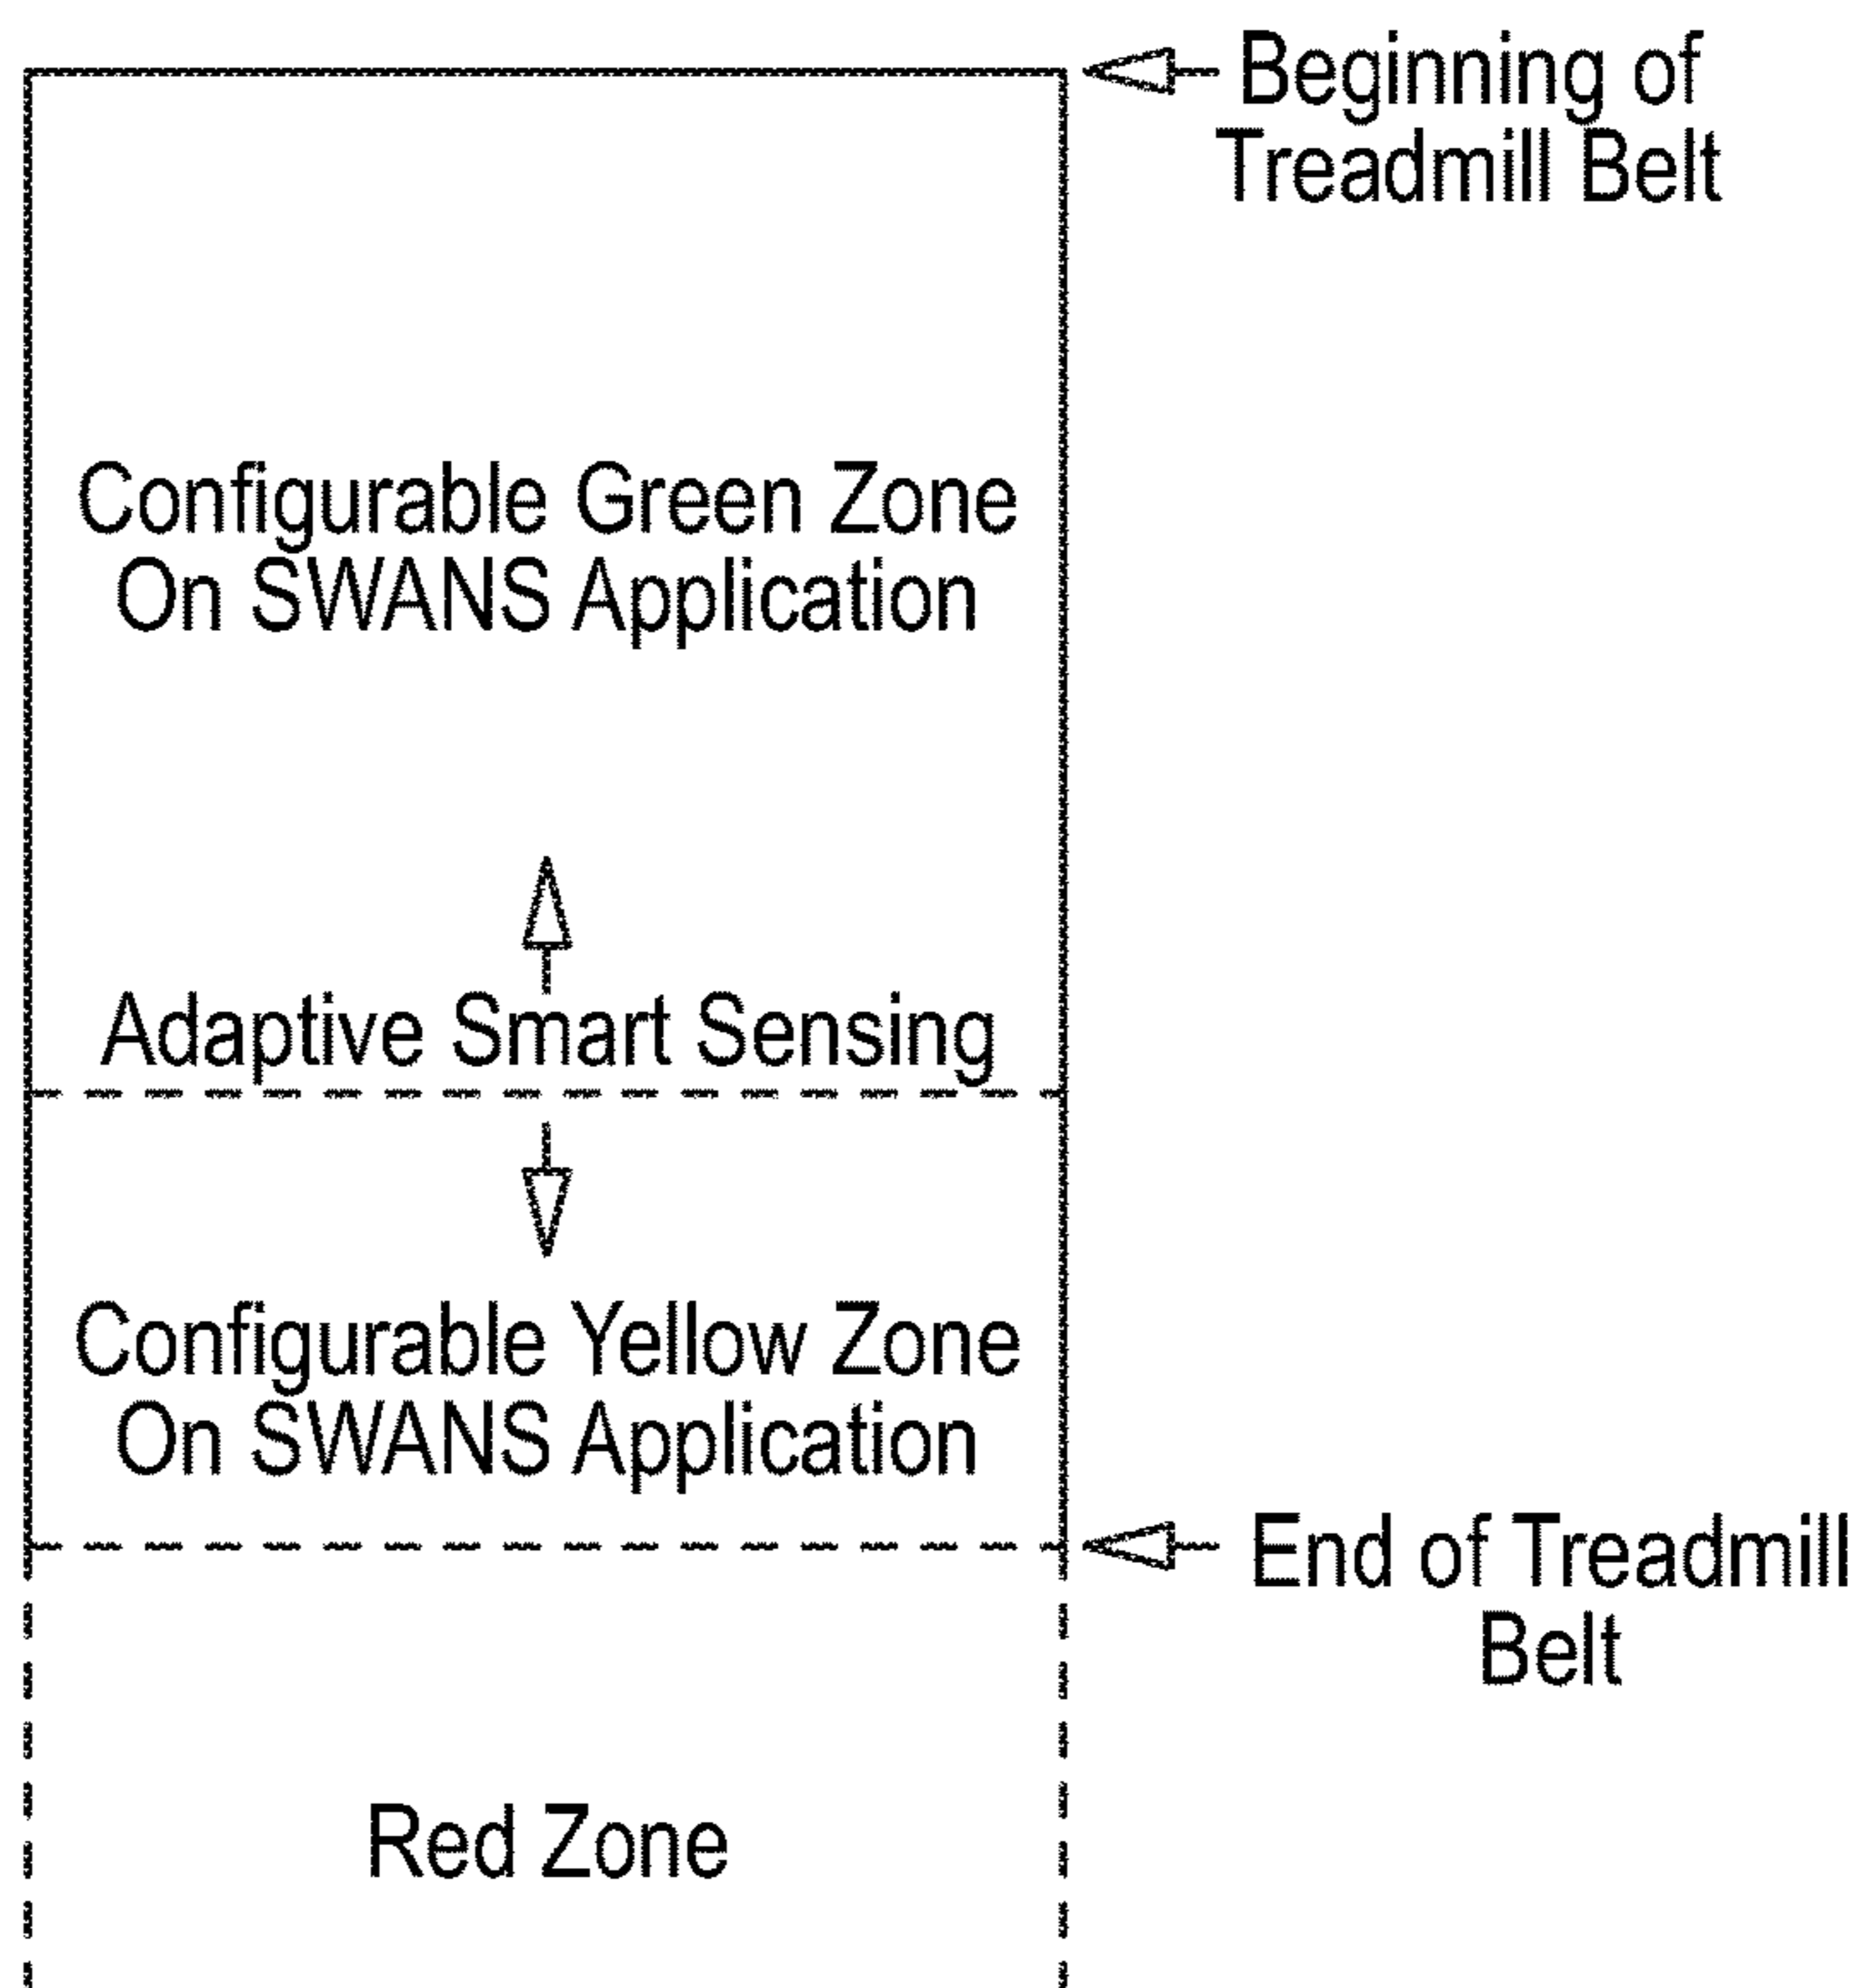 Beginning of
Treadmill Belt
Configurable Green Zone
On SWANS Application
Adaptive Smart Sensing
Configurable Yellow Zone
On SWANS Application
End of Treadmill
Belt
Red Zone